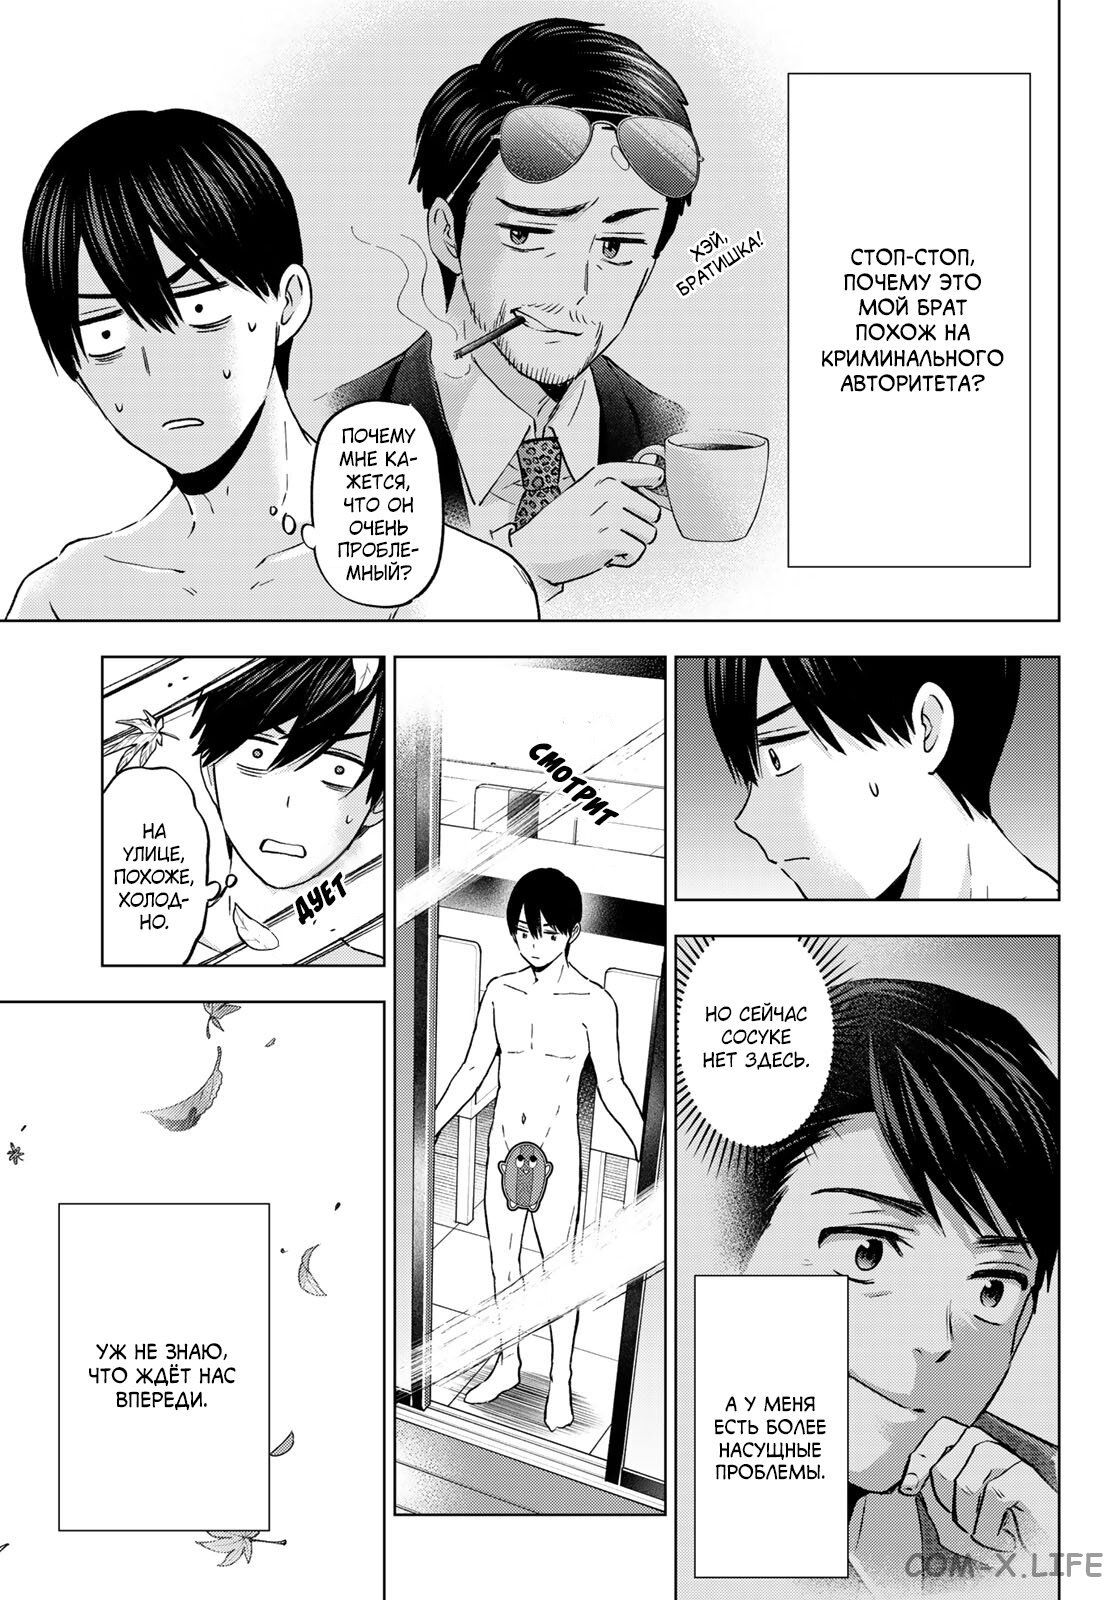 СТОП-СТОП,
ПОЧЕМУ ЭТО
МОЙ БРАТ
ПОХОЖ НА
КРИМИНАЛЬНОГО
АВТОРИТЕТА?
ХЭЙ,
БРАТИШКА!
ПОЧЕМУ
МНЕ КА-
ЖЕТСЯ,
ЧТО ОН
ОЧЕНЬ
ПРОБЛЕ-
МНЫЙ?
НО СЕЙЧАС
СОСУКЕ
НЕТ ЗДЕСЬ.
А У МЕНЯ
ЕСТЬ БОЛЕЕ
НАСУЩНЫЕ
ПРОБЛЕМЫ.
СМОТРИТ
ДУЕТ
НА
УЛИЦЕ,
ПОХОЖЕ,
ХОЛОД-
НО.
УЖ НЕ ЗНАЮ,
ЧТО ЖДЁТ НАС
ВПЕРЕДИ.
COM-X.LIFE